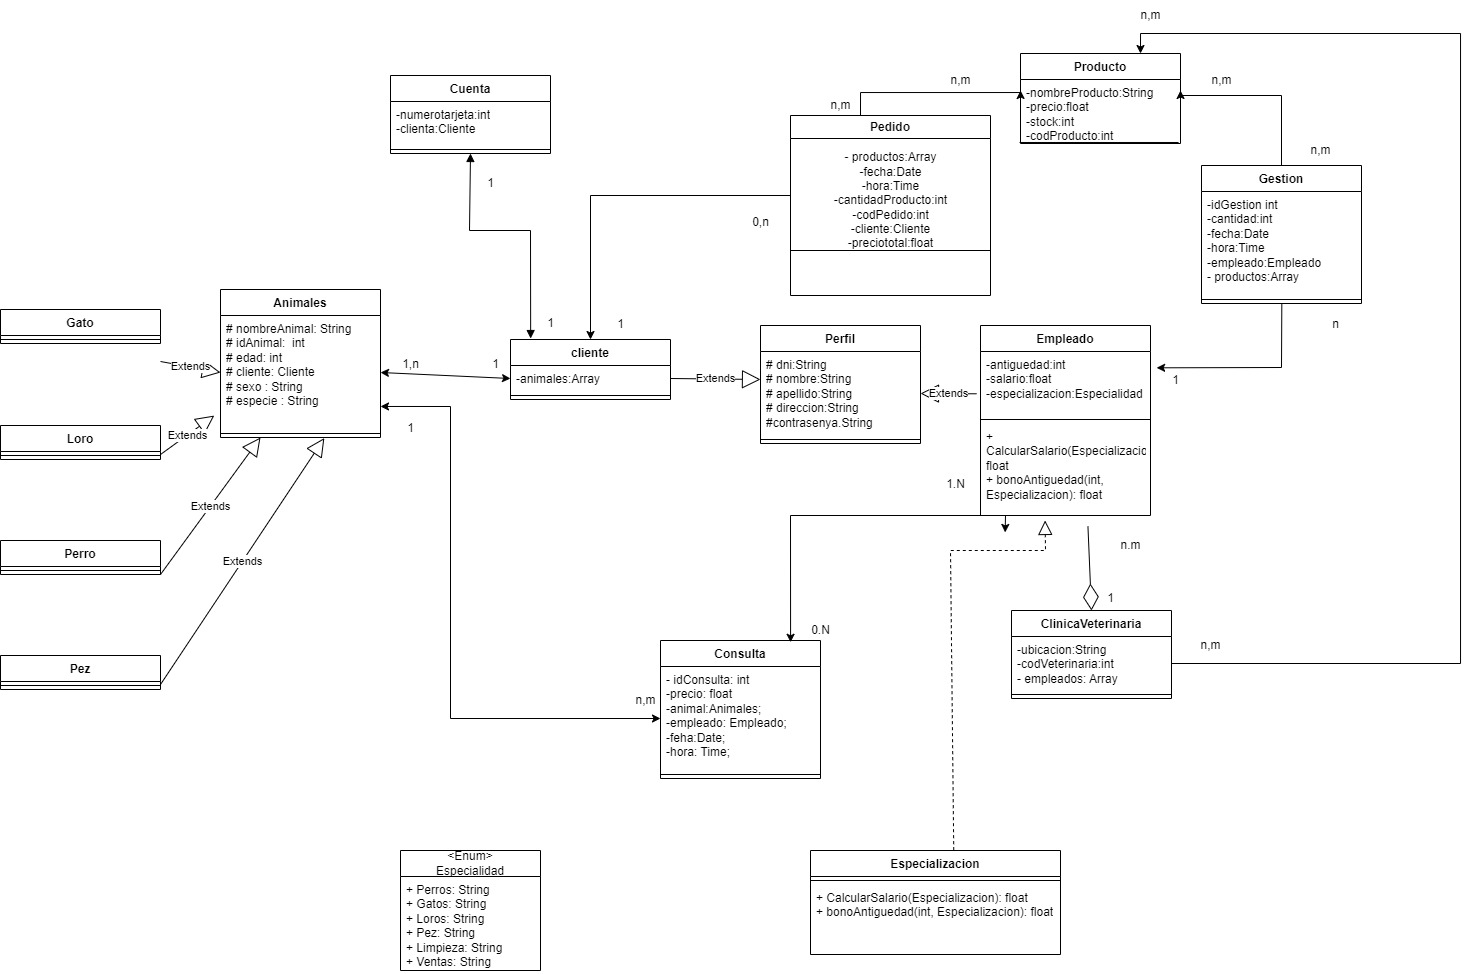 n,m
Producto
-nombreProducto:String
-precio:float
-stock:int
-codProducto:int
n,m
n,m
n,m
n,m
Cuenta
-numerotarjeta:int
-clienta:Cliente
1
Pedido
- productos:Array
-fecha:Date
-hora:Time
-cantidadProducto:int
-codPedido:int
-cliente:Cliente
-preciototal:float
0,n
Gestion
-idGestion int
-cantidad:int
-fecha:Date
-hora:Time
-empleado:Empleado
- productos:Array
n
1
Gato
Extends
Loro
Extends
Perro
Extends
Pez
Extends
Animales
# nombreAnimal: String
# idAnimal:  int
# edad: int
# cliente: Cliente
# sexo : String
# especie : String
1,n
1
1
1
1
cliente
-animales:Array
Extends
Perfil
# dni:String
# nombre:String
# apellido:String
# direccion:String
#contrasenya.String
Extends
Empleado
-antiguedad:int
-salario:float
-especializacion:Especialidad
+
CalcularSalario(Especializacic
float
+ bonoAntiguedad(int,
Especializacion): float
1.N
n.m
1
ClinicaVeterinaria
-ubicacion:String
-codVeterinaria:int
- empleados: Array
n,m
0.N
Consulta
- idConsulta: int
-precio: float
-animal:Animales;
-empleado: Empleado;
-feha:Date;
-hora: Time;
n,m
<Enum>
Especialidad
+ Perros: String
+ Gatos: String
+ Loros: String
+ Pez: String
+ Limpieza: String
+ Ventas: String
Especializacion
+ CalcularSalario(Especializacion): float
+ bonoAntiguedad(int, Especializacion): float